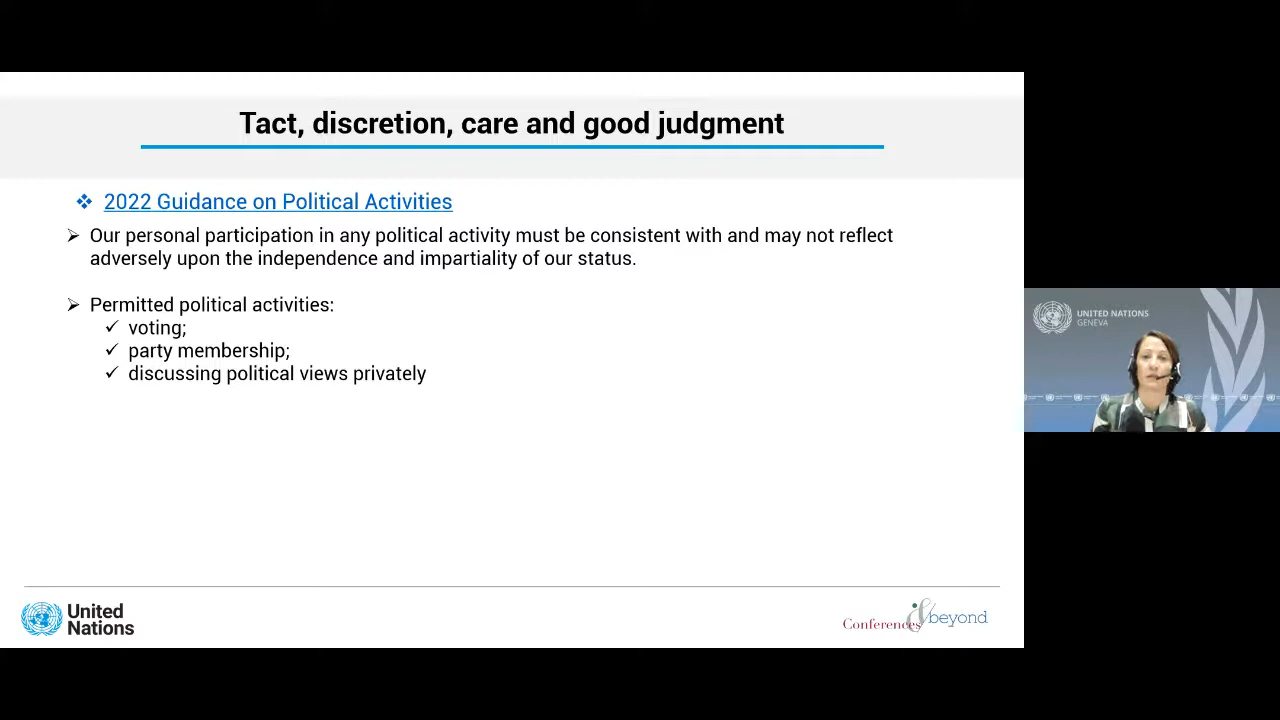 Tact, discretion, care and good judgment
2022 Guidance on Political Activities
Our personal participation in any political activity must be consistent with and may not reflect
adversely upon the independence and impartiality of our status.
Permitted political activities:
voting;
party membership;
discussing political views privately
UNITED NATIONS
GENEVA
United
Nations
Conferences
& beyond